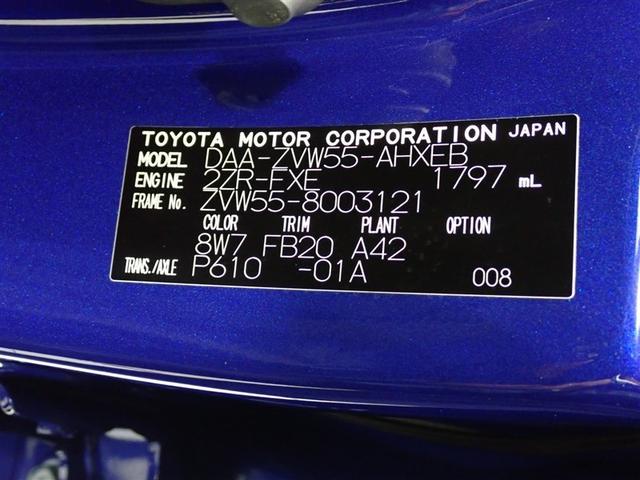 TOYOTA MOTOR CORPORATION JAPAN
MODEL DAA-ZVW55-AHXEB
ENGINE 2ZR-FXE 1797 mL
FRAME No. ZVW55-8003121
COLOR TRIM PLANT OPTION
8W7 FB20 A42
TRANS./AXLE P610 -01A 008